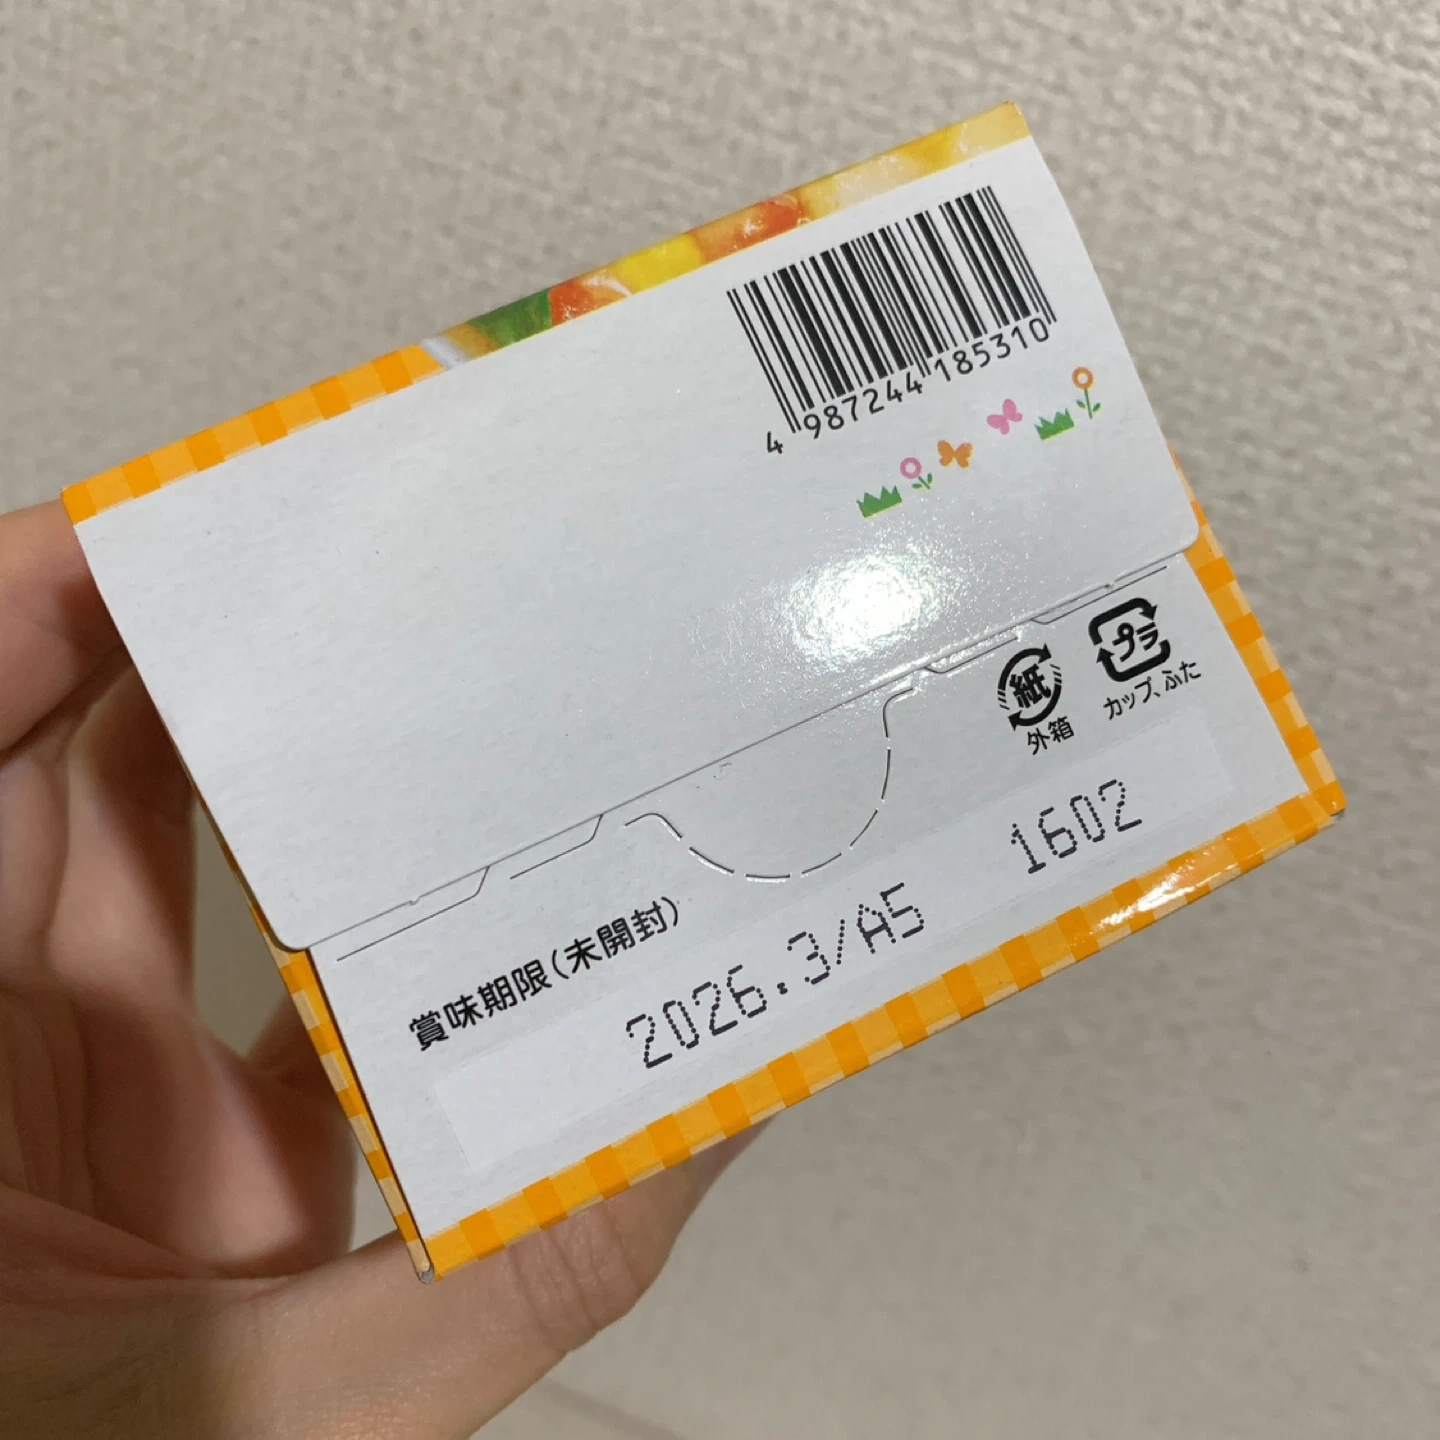 4 987244 185310
プラ
カップ、ふた
紙
外箱
賞味期限(未開封)
2026.3/A5 1602